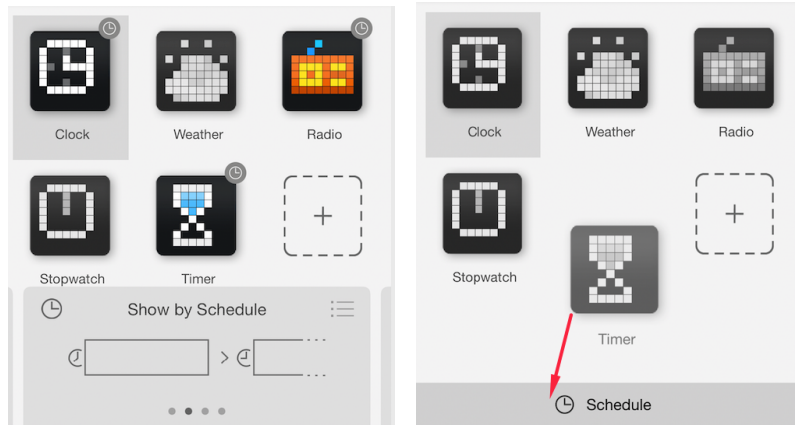 Clock
Weather
Radio
Stopwatch
Timer
Show by Schedule
Clock
Weather
Radio
Stopwatch
Timer
Schedule